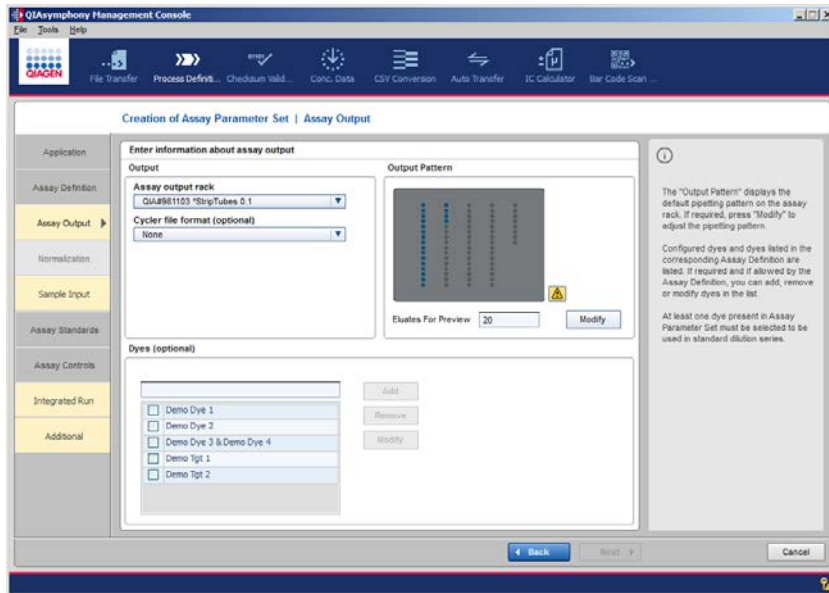 QIAsymphony Management Console
File Tools Help
QIAGEN
File Transfer
Process Definiti...
Checksum Valid...
Conc. Data
CSV Conversion
Auto Transfer
IC Calculator
Bar Code Scan ...
Creation of Assay Parameter Set | Assay Output
Application
Assay Definition
Assay Output
Normalization
Sample Input
Assay Standards
Assay Controls
Integrated Run
Additional
Enter information about assay output
Output
Assay output rack
QIA#981103 *StripTubes 0.1
Cycler file format (optional)
None
Output Pattern
Eluates For Preview 20
Modify
Dyes (optional)
Add
Remove
Modify
Demo Dye 1
Demo Dye 2
Demo Dye 3 & Demo Dye 4
Demo Tgt 1
Demo Tgt 2
The "Output Pattern" displays the
default pipetting pattern on the assay
rack. If required, press "Modify" to
adjust the pipetting pattern.
Configured dyes and dyes listed in the
corresponding Assay Definition are
listed. If required and if allowed by the
Assay Definition, you can add, remove
or modify dyes in the list.
At least one dye present in Assay
Parameter Set must be selected to be
used in standard dilution series.
Back
Next
Cancel